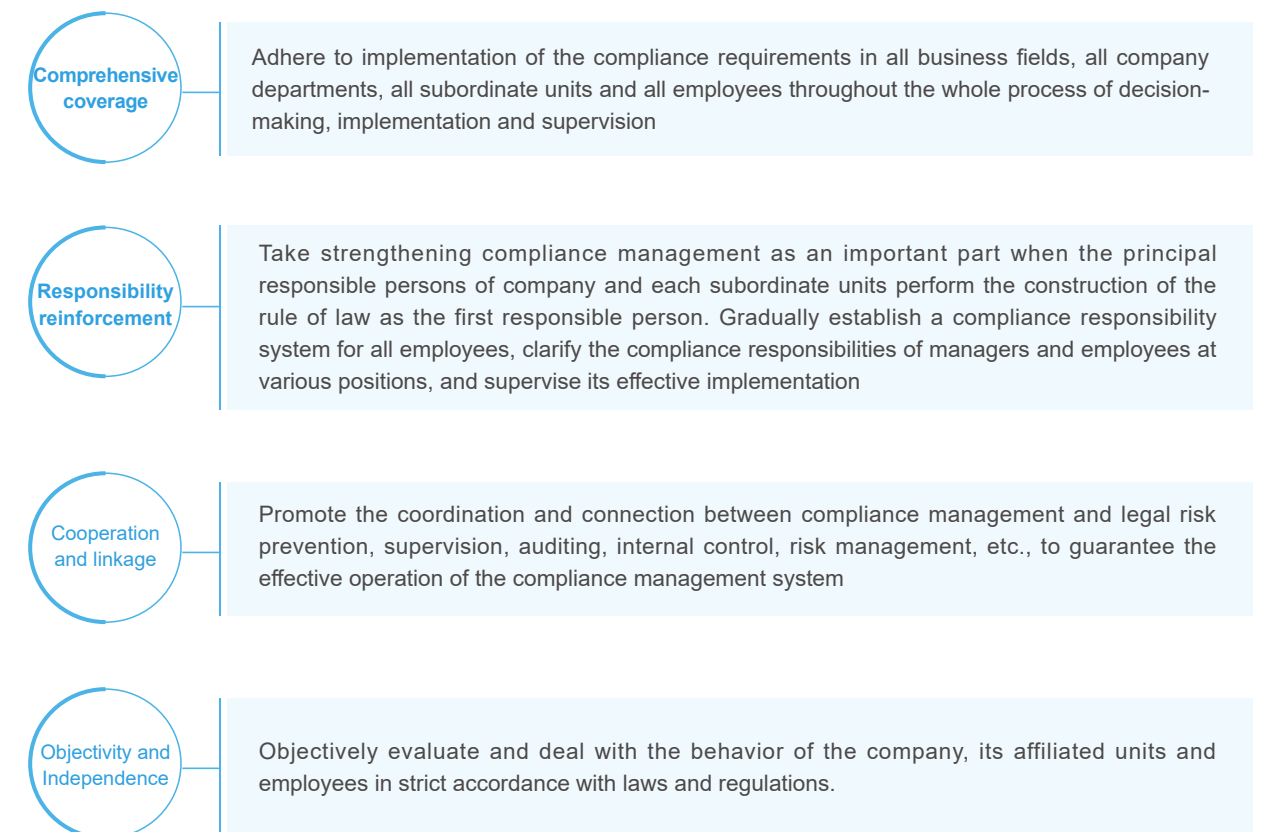 Comprehensive
coverage
Adhere to implementation of the compliance requirements in all business fields, all company
departments, all subordinate units and all employees throughout the whole process of decision-
making, implementation and supervision
Responsibility
reinforcement
Take strengthening compliance management as an important part when the principal
responsible persons of company and each subordinate units perform the construction of the
rule of law as the first responsible person. Gradually establish a compliance responsibility
system for all employees, clarify the compliance responsibilities of managers and employees at
various positions, and supervise its effective implementation
Cooperation
and linkage
Promote the coordination and connection between compliance management and legal risk
prevention, supervision, auditing, internal control, risk management, etc., to guarantee the
effective operation of the compliance management system
Objectivity and
Independence
Objectively evaluate and deal with the behavior of the company, its affiliated units and
employees in strict accordance with laws and regulations.